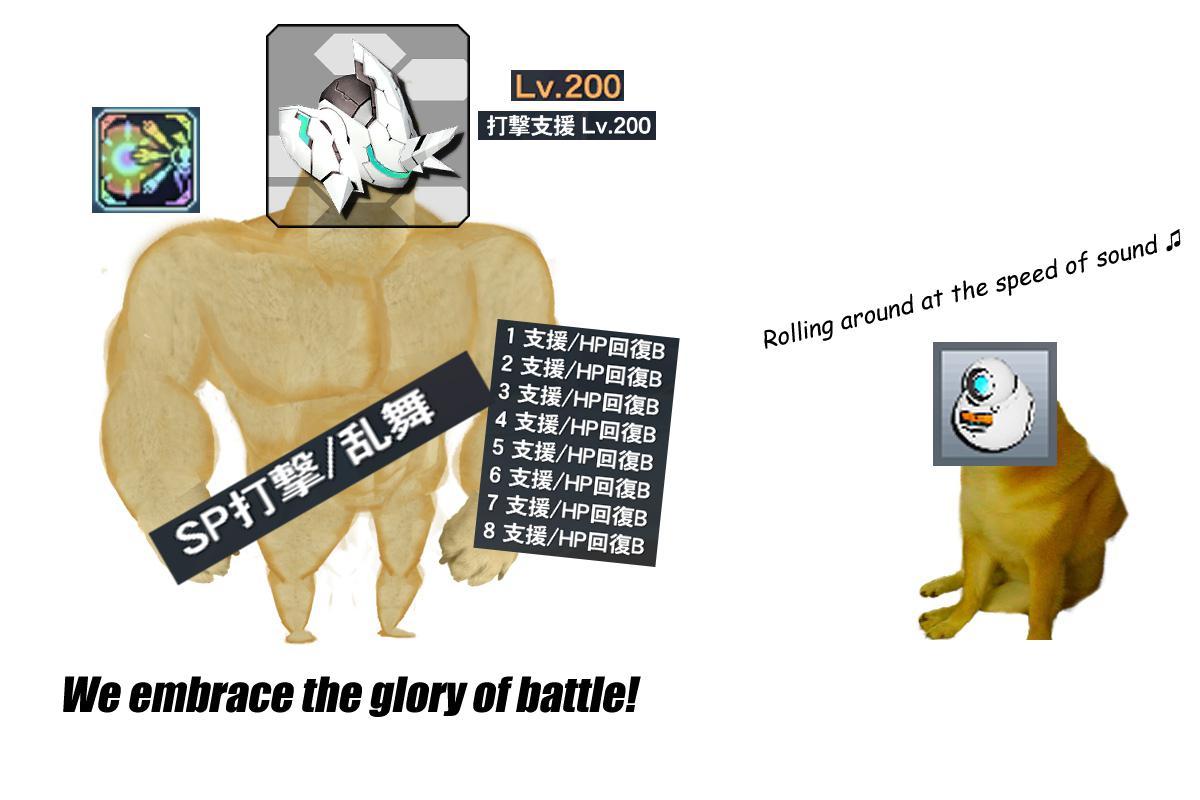 Lv.200
打撃支援 Lv.200
Rolling around at the speed of sound ♫
1 支援/HP回復B
2 支援/HP回復B
3 支援/HP回復B
4 支援/HP回復B
5 支援/HP回復B
6 支援/HP回復B
7 支援/HP回復B
8 支援/HP回復B
SP打撃/乱舞
We embrace the glory of battle!